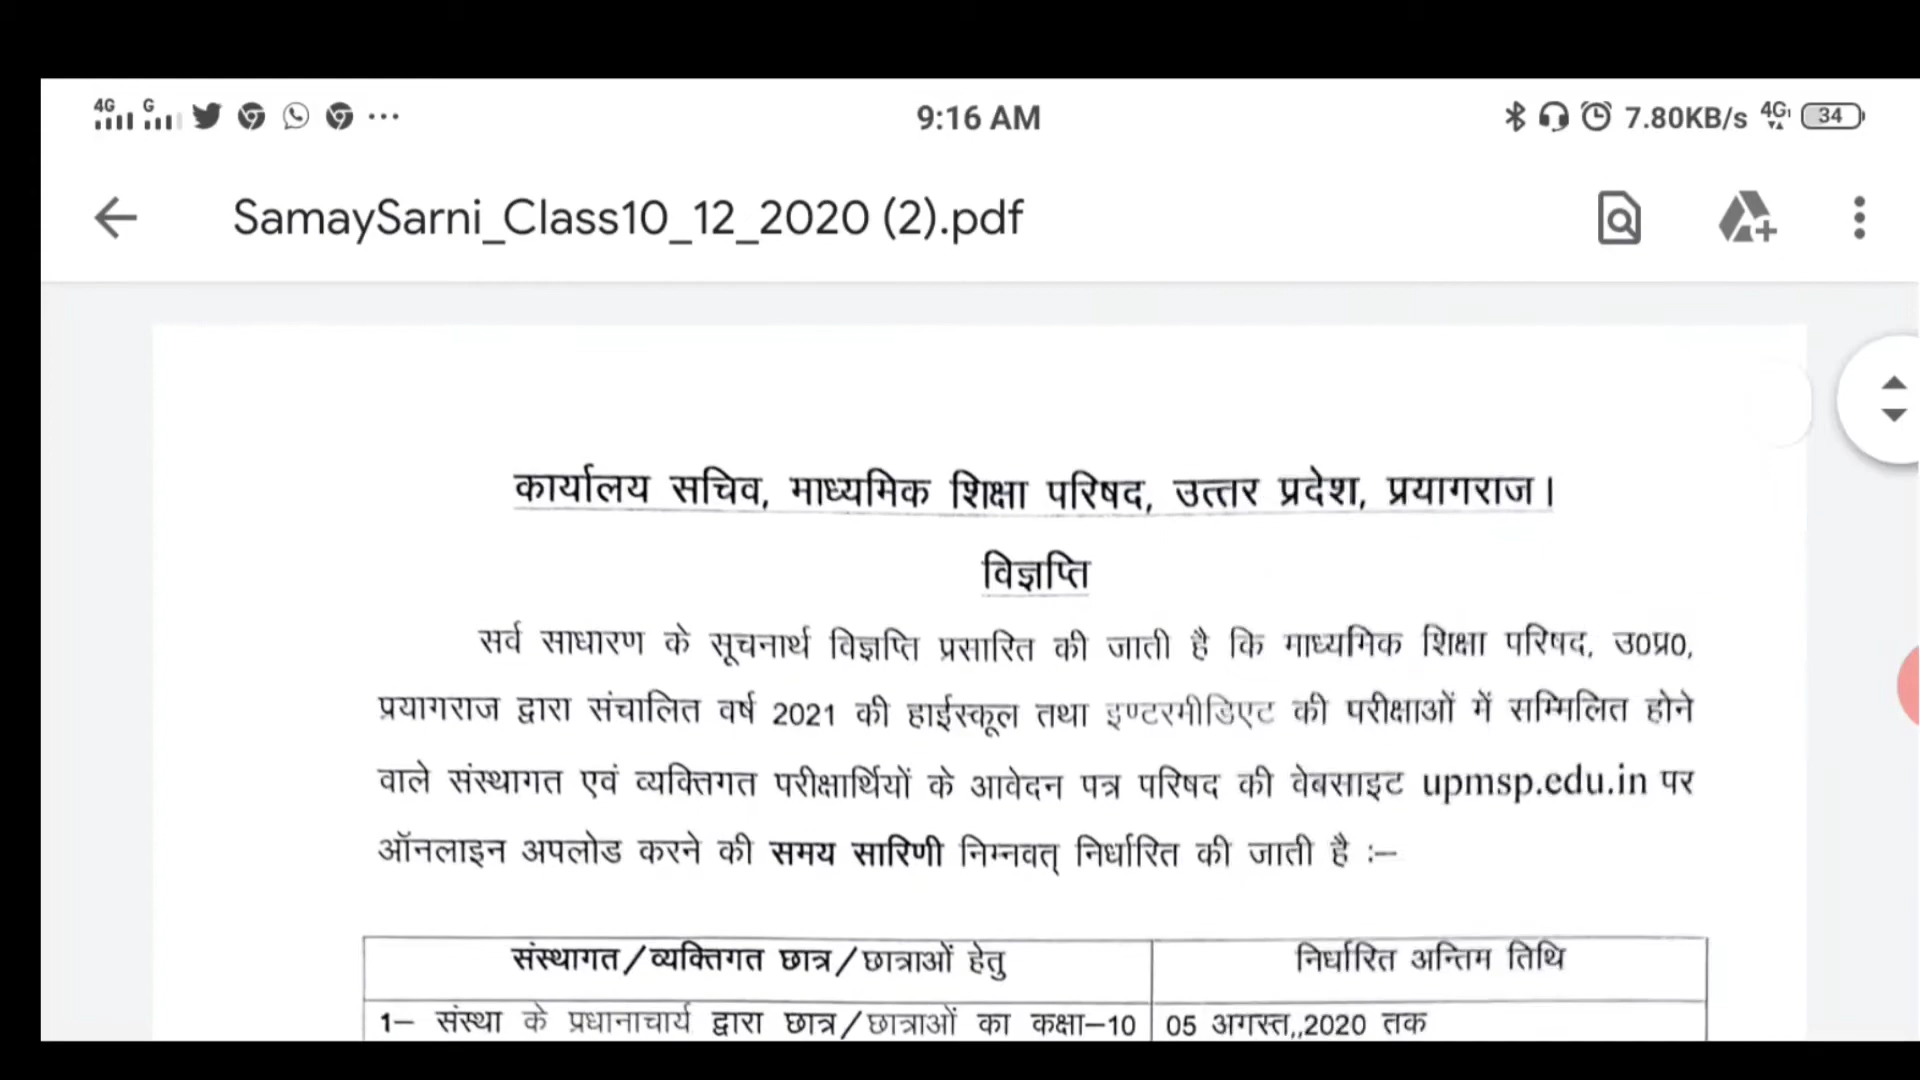 4G G 9:16 AM 7.80KB/s 4G 34
SamaySarni_Class10_12_2020 (2).pdf
कार्यालय सचिव, माध्यमिक शिक्षा परिषद, उत्तर प्रदेश, प्रयागराज।
विज्ञप्ति
सर्व साधारण के सूचनार्थ विज्ञप्ति प्रसारित की जाती है कि माध्यमिक शिक्षा परिषद, उ0प्र0,
प्रयागराज द्वारा संचालित वर्ष 2021 की हाईस्कूल तथा इण्टरमीडिएट की परीक्षाओं में सम्मिलित होने
वाले संस्थागत एवं व्यक्तिगत परीक्षार्थियों के आवेदन पत्र परिषद की वेबसाइट upmsp.edu.in पर
ऑनलाइन अपलोड करने की समय सारिणी निम्नवत् निर्धारित की जाती है :–
संस्थागत/व्यक्तिगत छात्र/छात्राओं हेतु निर्धारित अन्तिम तिथि
1– संस्था के प्रधानाचार्य द्वारा छात्र/छात्राओं का कक्षा–10 05 अगस्त,,2020 तक